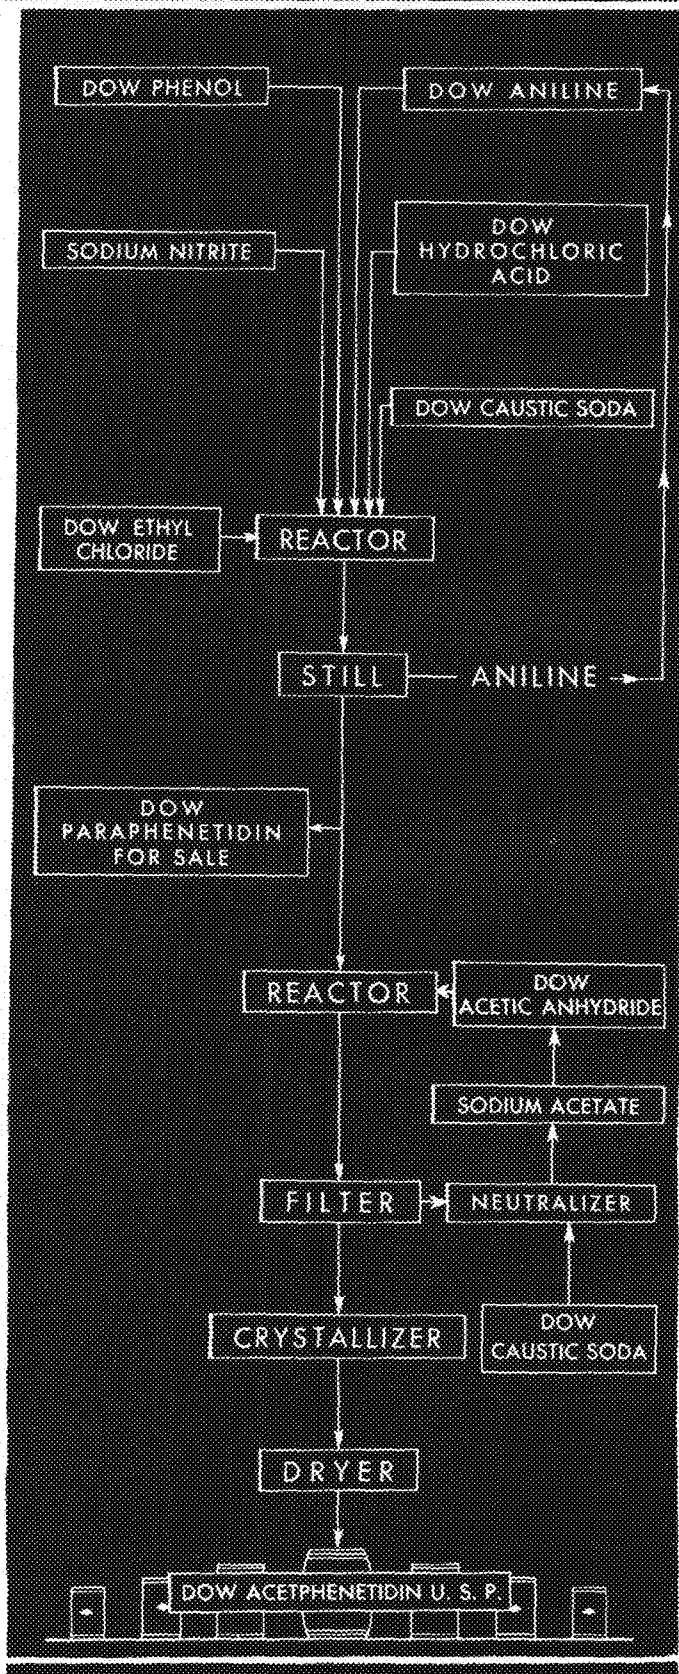 DOW PHENOL
DOW ANILINE
SODIUM NITRITE
DOW
HYDROCHLORIC
ACID
DOW CAUSTIC SODA
DOW ETHYL
CHLORIDE
REACTOR
STILL
ANILINE
DOW
PARAPHENETIDIN
FOR SALE
REACTOR
DOW
ACETIC ANHYDRIDE
SODIUM ACETATE
FILTER
NEUTRALIZER
CRYSTALLIZER
DOW
CAUSTIC SODA
DRYER
DOW ACETPHENETIDIN U. S. P.